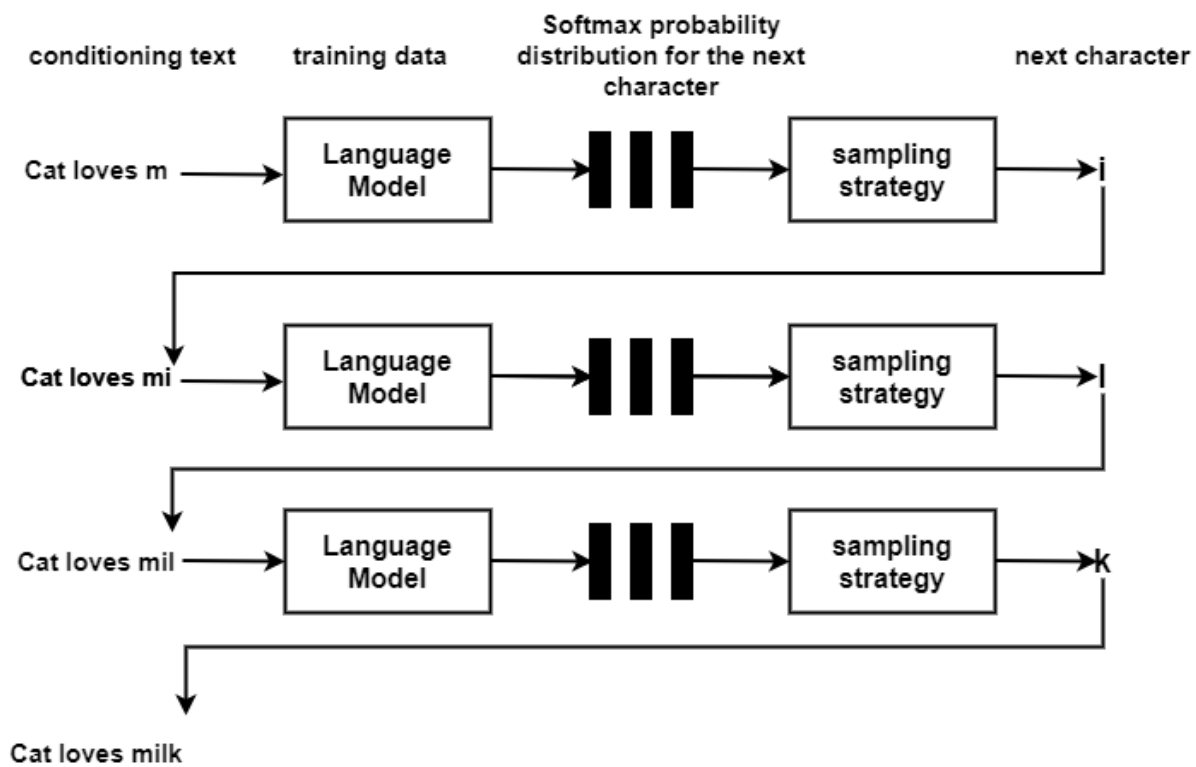 conditioning text
training data
Softmax probability
distribution for the next
character
next character
Cat loves m
Language
Model
sampling
strategy
i
Cat loves mi
Language
Model
sampling
strategy
l
Cat loves mil
Language
Model
sampling
strategy
k
Cat loves milk